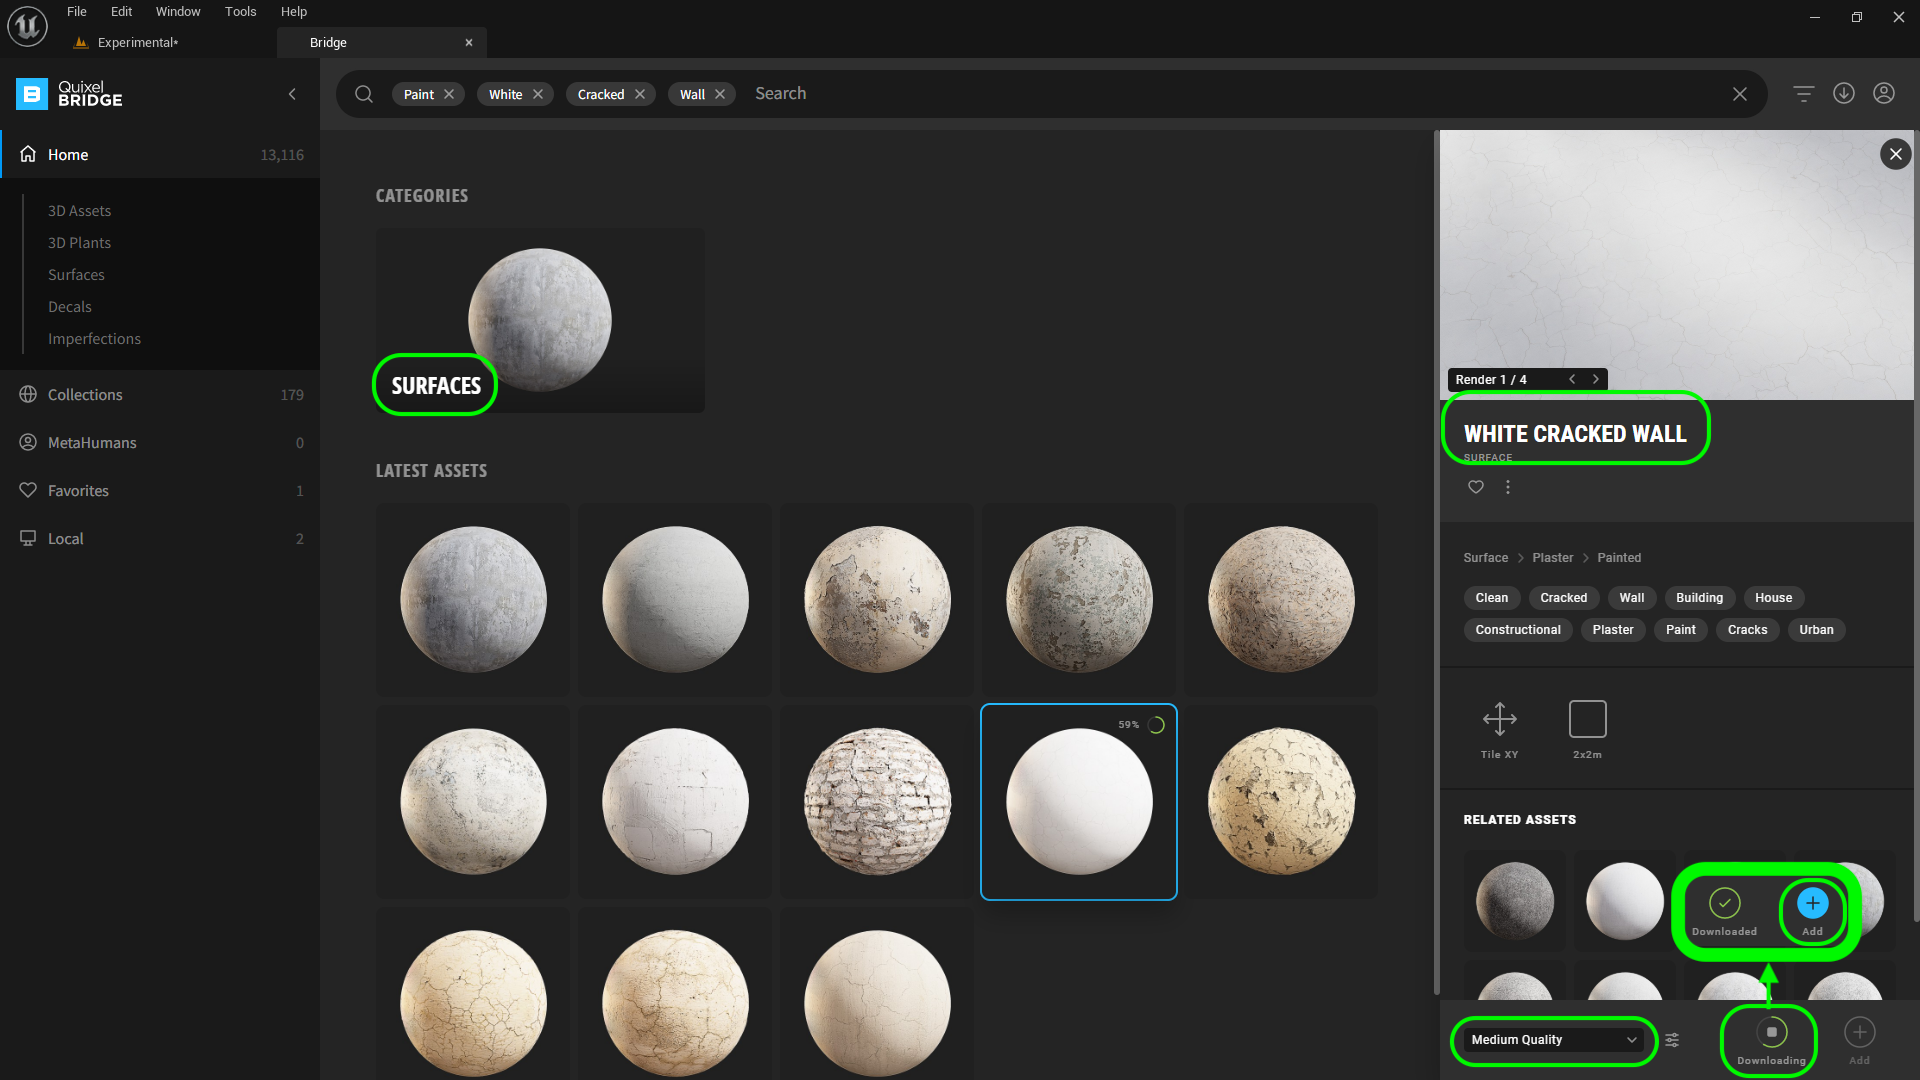 File Edit Window Tools Help
Experimental*
Bridge
Quixel
BRIDGE
Paint
White
Cracked
Wall
Search
Home 13,116
3D Assets
3D Plants
Surfaces
Decals
Imperfections
Collections 179
MetaHumans 0
Favorites 1
Local 2
CATEGORIES
SURFACES
LATEST ASSETS
59%
Render 1 / 4
WHITE CRACKED WALL
SURFACE
Surface > Plaster > Painted
Clean Cracked Wall Building House
Constructional Plaster Paint Cracks Urban
Tile XY 2x2m
RELATED ASSETS
Downloaded Add
Medium Quality
Downloading Add